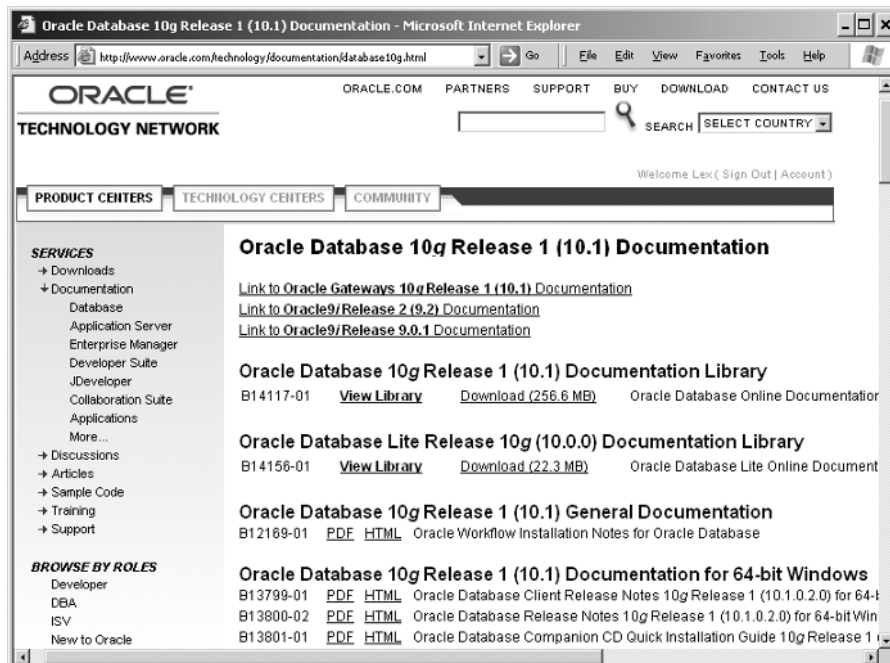 Oracle Database 10g Release 1 (10.1) Documentation - Microsoft Internet Explorer
Address http://www.oracle.com/technology/documentation/database10g.html Go File Edit View Favorites Tools Help
ORACLE.COM PARTNERS SUPPORT BUY DOWNLOAD CONTACT US
ORACLE
TECHNOLOGY NETWORK
SEARCH SELECT COUNTRY
Welcome Lex ( Sign Out | Account )
PRODUCT CENTERS TECHNOLOGY CENTERS COMMUNITY
SERVICES
Downloads
Documentation
Database
Application Server
Enterprise Manager
Developer Suite
JDeveloper
Collaboration Suite
Applications
More...
Discussions
Articles
Sample Code
Training
Support
BROWSE BY ROLES
Developer
DBA
ISV
New to Oracle
Oracle Database 10g Release 1 (10.1) Documentation
Link to Oracle Gateways 10g Release 1 (10.1) Documentation
Link to Oracle9i Release 2 (9.2) Documentation
Link to Oracle9i Release 9.0.1 Documentation
Oracle Database 10g Release 1 (10.1) Documentation Library
B14117-01 View Library Download (256.6 MB) Oracle Database Online Documentation
Oracle Database Lite Release 10g (10.0.0) Documentation Library
B14156-01 View Library Download (22.3 MB) Oracle Database Lite Online Document
Oracle Database 10g Release 1 (10.1) General Documentation
B12169-01 PDF HTML Oracle Workflow Installation Notes for Oracle Database
Oracle Database 10g Release 1 (10.1) Documentation for 64-bit Windows
B13799-01 PDF HTML Oracle Database Client Release Notes 10g Release 1 (10.1.0.2.0) for 64-b
B13800-02 PDF HTML Oracle Database Release Notes 10g Release 1 (10.1.0.2.0) for 64-bit Win
B13801-01 PDF HTML Oracle Database Companion CD Quick Installation Guide 10g Release 1